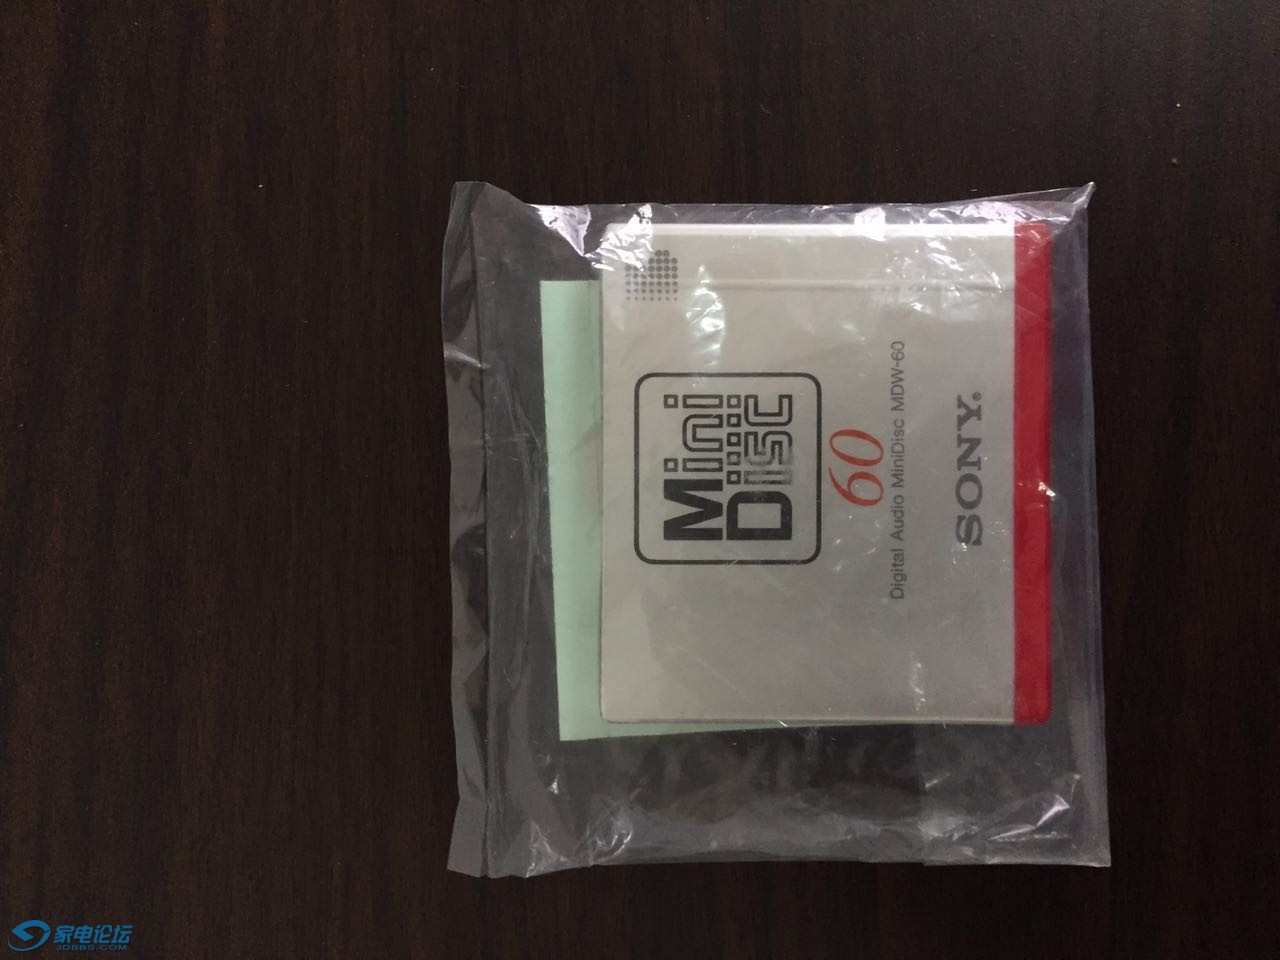 Mini
Disc
60
Digital Audio MiniDisc MDW-60
SONY
家电论坛
JDBBS.COM